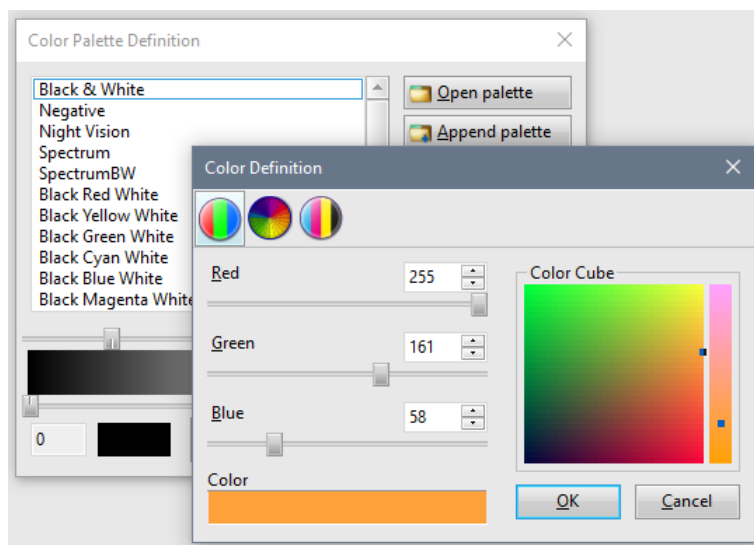 Color Palette Definition
Black & White
Negative
Night Vision
Spectrum
SpectrumBW
Black Red White
Black Yellow White
Black Green White
Black Cyan White
Black Blue White
Black Magenta White
Open palette
Append palette
0
Color Definition
Red
255
Green
161
Blue
58
Color
Color Cube
OK
Cancel